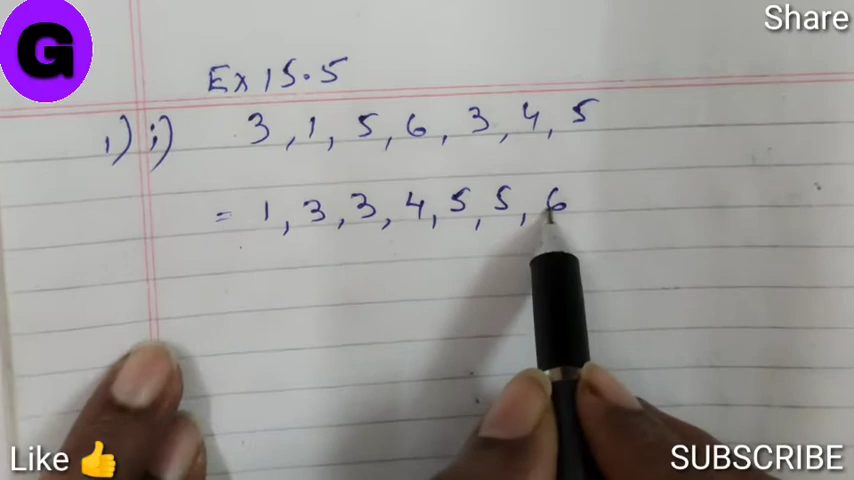 G
Share
Ex 15.5
1) i) 3, 1, 5, 6, 3, 4, 5
= 1, 3, 3, 4, 5, 5, 6
Like 👍
SUBSCRIBE